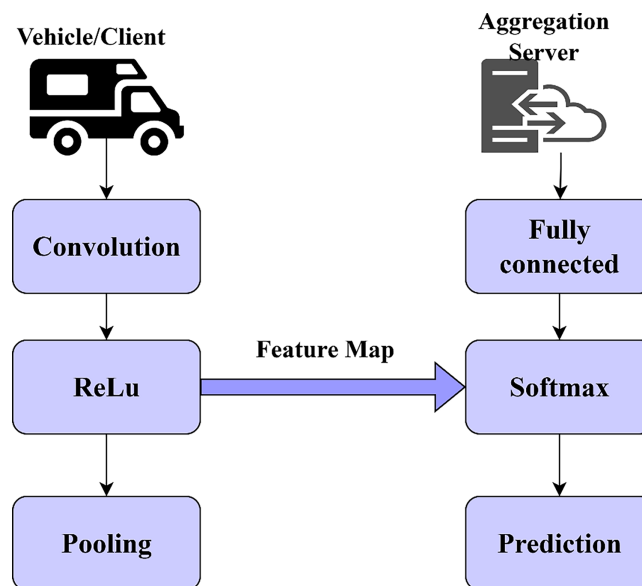 Vehicle/Client
Aggregation
Server
Convolution
Fully
connected
Feature Map
ReLu
Softmax
Pooling
Prediction